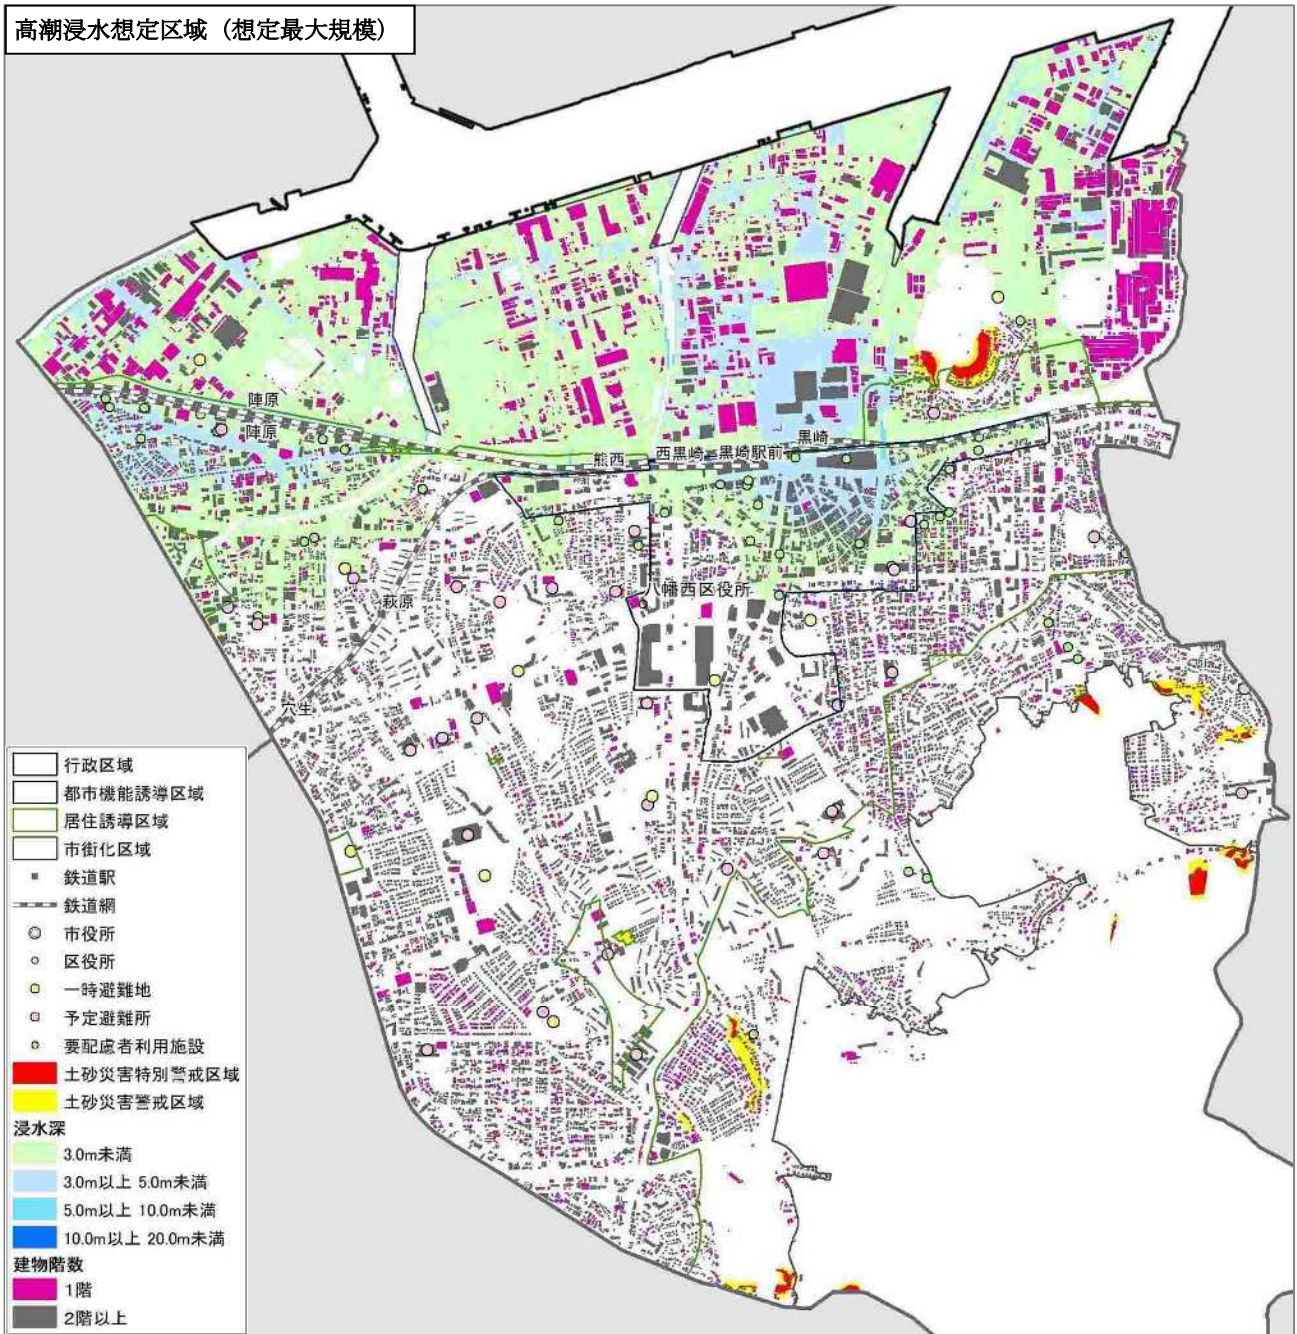 高潮浸水想定区域（想定最大規模）
陣原
陣原
熊西
西黒崎
黒崎駅前
黒崎
八幡西区役所
萩原
穴生
行政区域
都市機能誘導区域
居住誘導区域
市街化区域
鉄道駅
鉄道網
市役所
区役所
一時避難地
予定避難所
要配慮者利用施設
土砂災害特別警戒区域
土砂災害警戒区域
浸水深
3.0m未満
3.0m以上 5.0m未満
5.0m以上 10.0m未満
10.0m以上 20.0m未満
建物階数
1階
2階以上